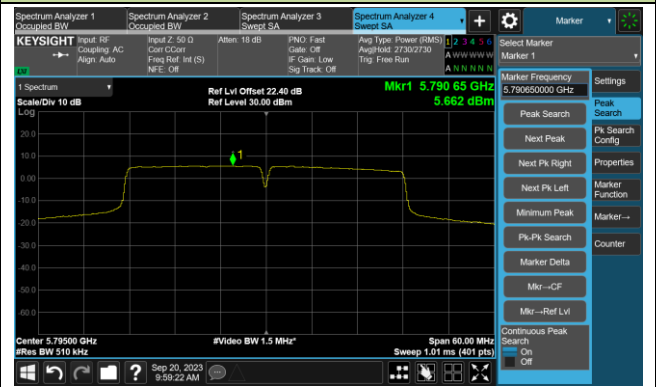 Spectrum Analyzer 1
Occupied BW
Spectrum Analyzer 2
Occupied BW
Spectrum Analyzer 3
Swept SA
Spectrum Analyzer 4
Swept SA
Marker
KEYSIGHT
Input: RF
Coupling: AC
Align: Auto
Input Z: 50 Ω
Corr CCorr
Freq Ref: Int (S)
NFE: Off
Atten: 18 dB
PNO: Fast
Gate: Off
IF Gain: Low
Sig Track: Off
Avg Type: Power (RMS)
Avg|Hold: 2730/2730
Trig: Free Run
1 2 3 4 5 6
A W W W W W
A N N N N N
Select Marker
Marker 1
1 Spectrum
Scale/Div 10 dB
Ref Lvl Offset 22.40 dB
Ref Level 30.00 dBm
Mkr1 5.790 65 GHz
5.662 dBm
Log
20.0
10.0
0.00
-10.0
-20.0
-30.0
-40.0
-50.0
-60.0
1
Center 5.79500 GHz
#Res BW 510 kHz
#Video BW 1.5 MHz*
Span 60.00 MHz
Sweep 1.01 ms (401 pts)
Marker Frequency
5.790650000 GHz
Peak Search
Next Peak
Next Pk Right
Next Pk Left
Minimum Peak
Pk-Pk Search
Marker Delta
Mkr→CF
Mkr→Ref Lvl
Continuous Peak
Search
On
Off
Settings
Peak
Search
Pk Search
Config
Properties
Marker
Function
Marker→
Counter
Sep 20, 2023
9:59:22 AM